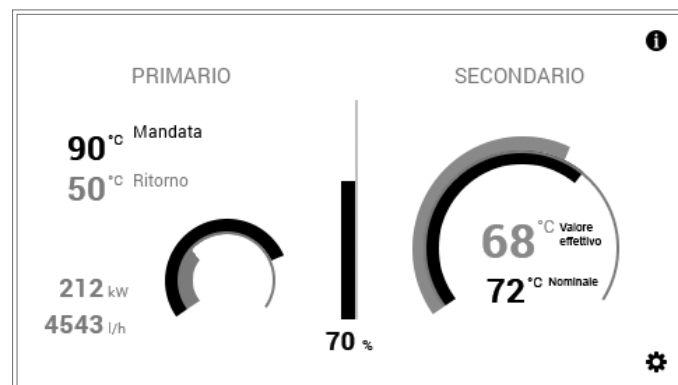 PRIMARIO
90 °C Mandata
50 °C Ritorno
212 kW
4543 l/h
70 %
SECONDARIO
68 °C Valore effettivo
72 °C Nominale